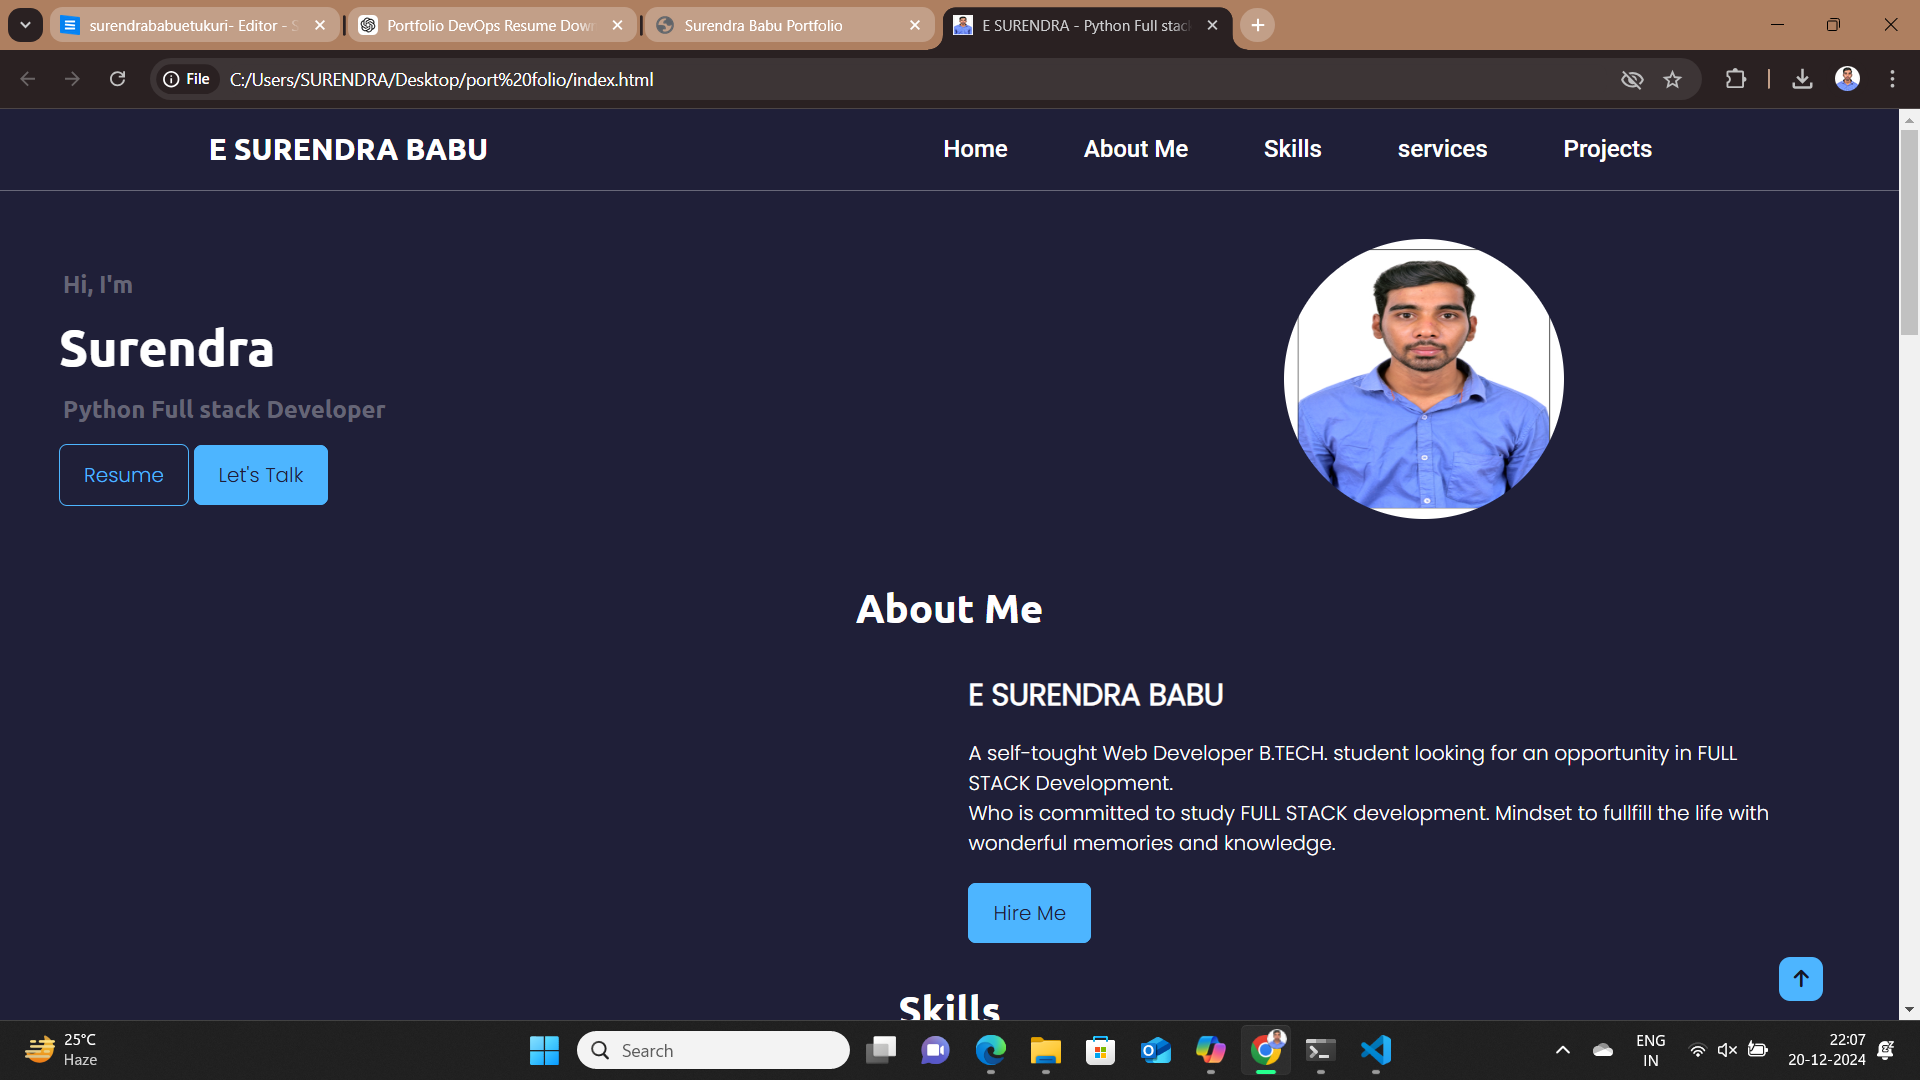 surendrababuetukuri- Editor - S
Portfolio DevOps Resume Dow
Surendra Babu Portfolio
E SURENDRA - Python Full stac
File
C:/Users/SURENDRA/Desktop/port%20folio/index.html
E SURENDRA BABU
Home
About Me
Skills
services
Projects
Hi, I'm
Surendra
Python Full stack Developer
Resume
Let's Talk
About Me
E SURENDRA BABU
A self-tought Web Developer B.TECH. student looking for an opportunity in FULL
STACK Development.
Who is committed to study FULL STACK development. Mindset to fullfill the life with
wonderful memories and knowledge.
Hire Me
Skills
25°C
Haze
Search
ENG
IN
22:07
20-12-2024